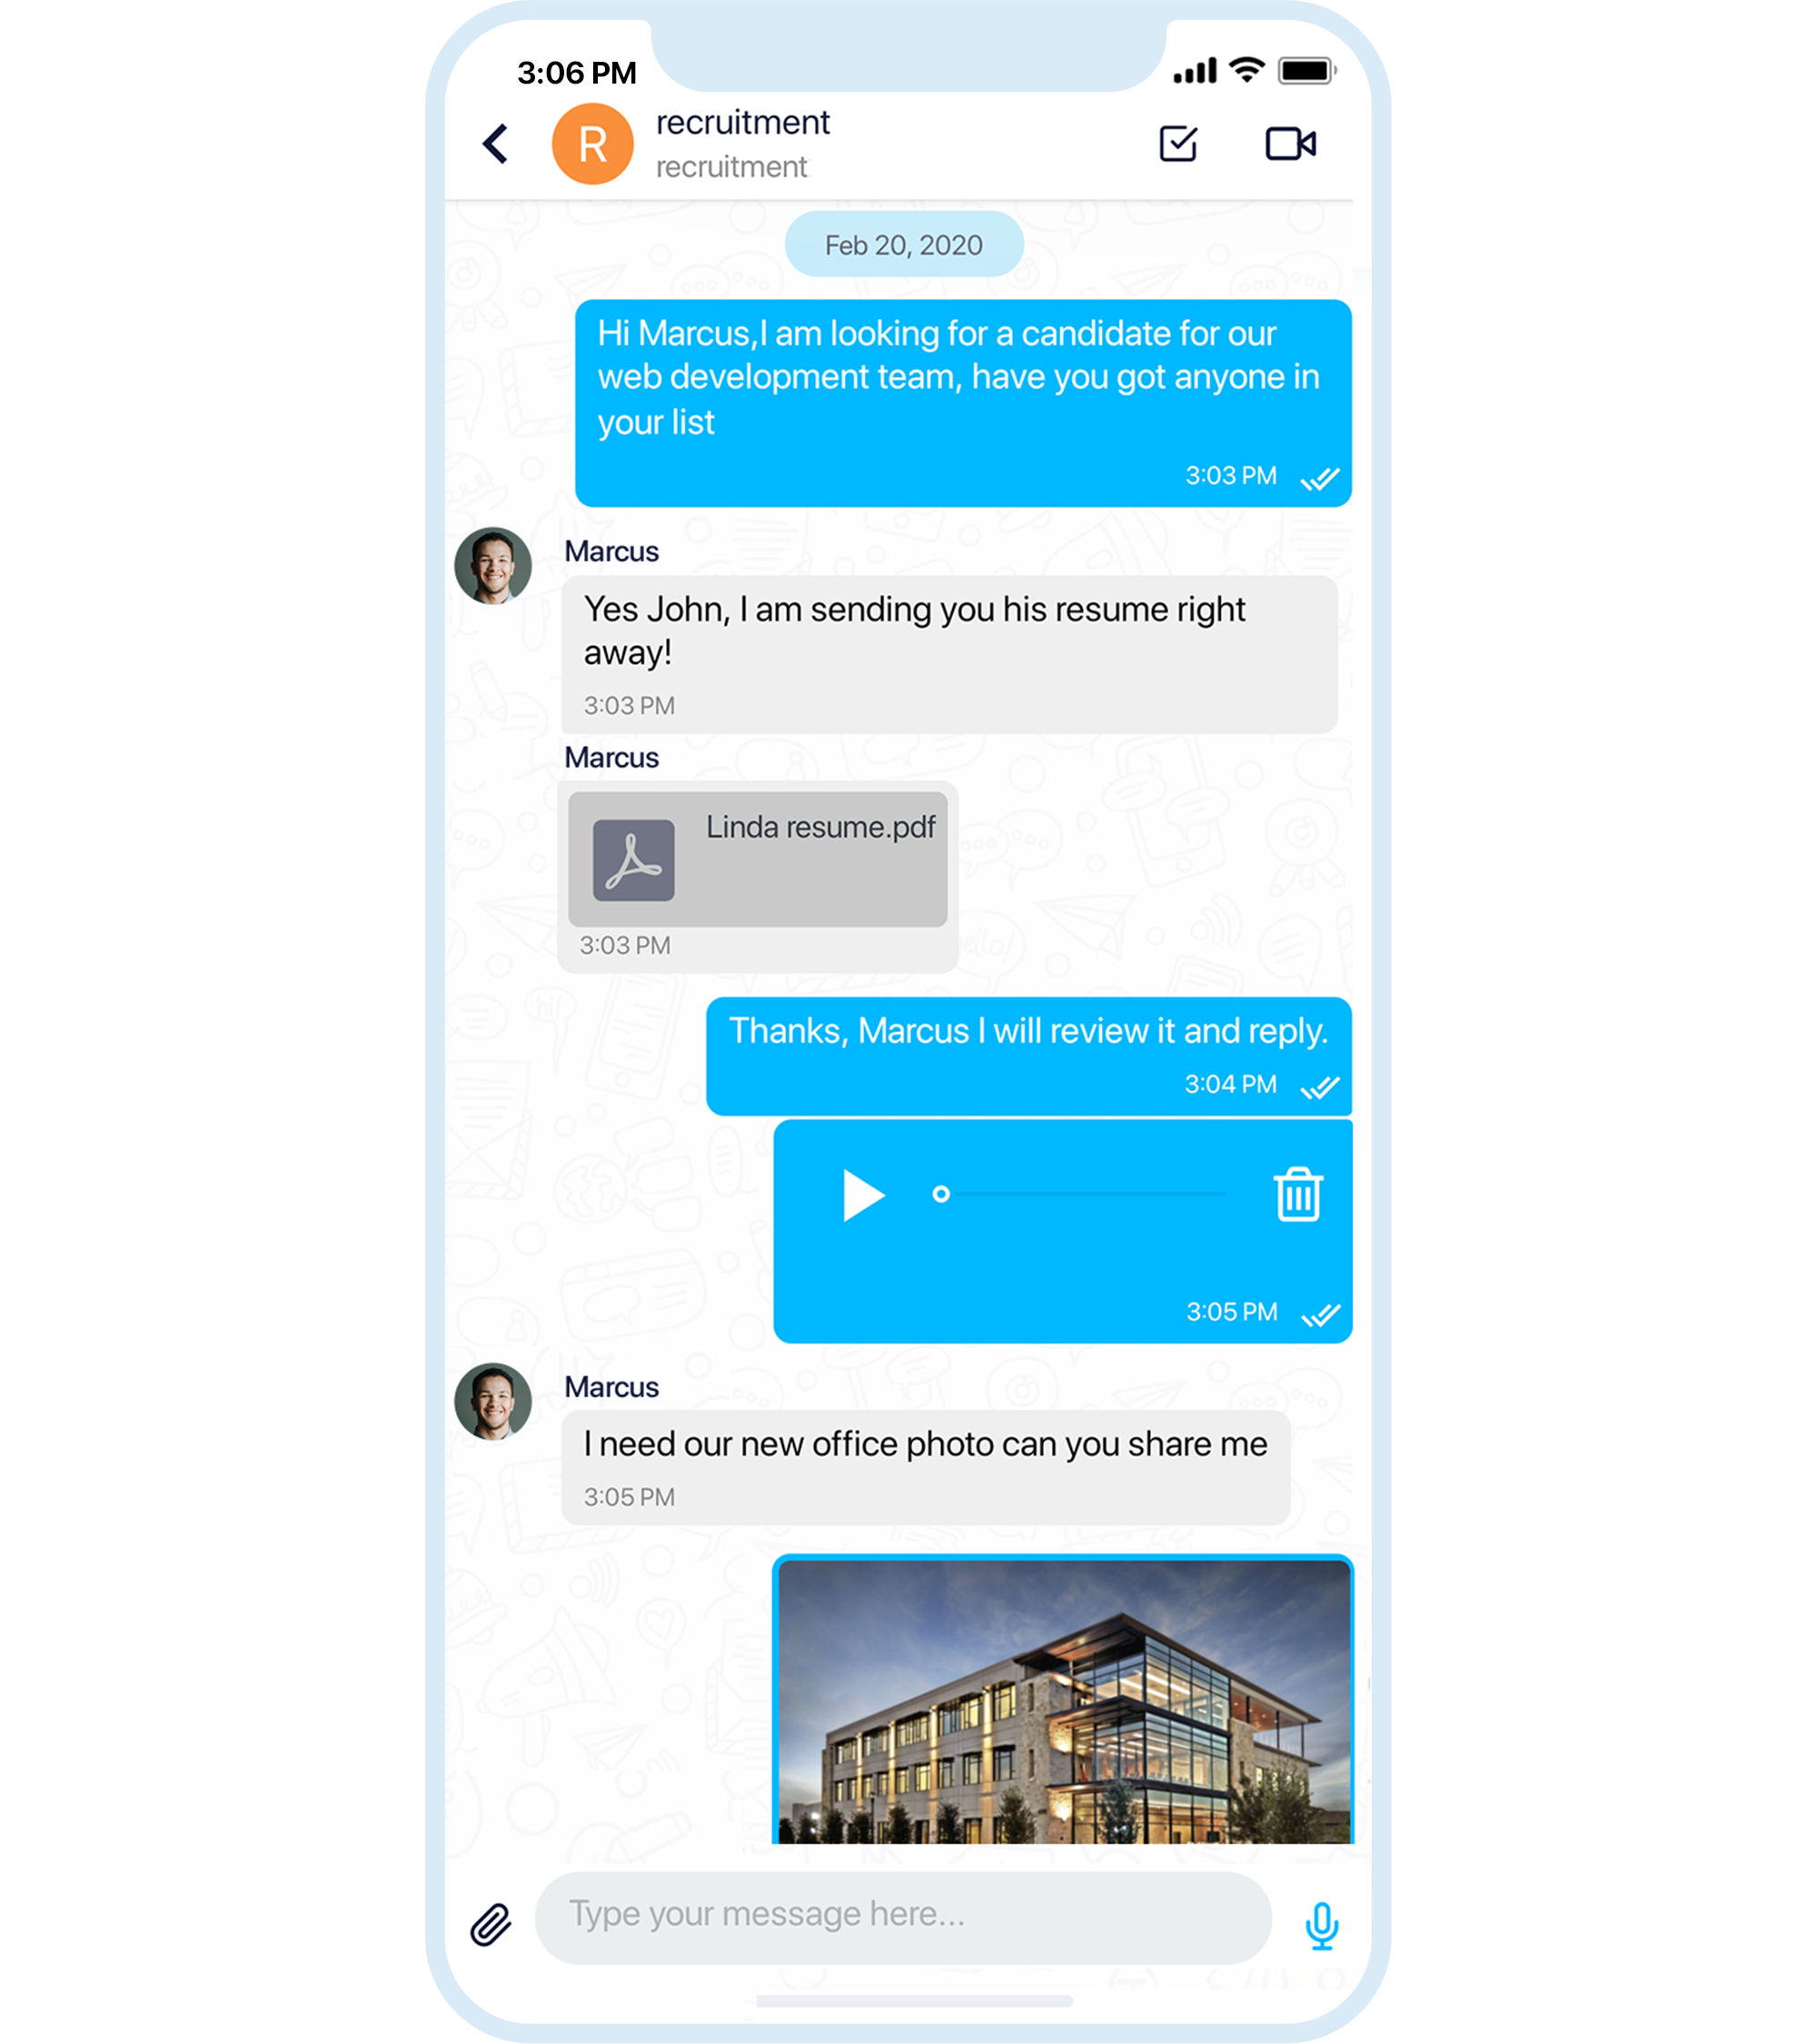 3:06 PM
R
recruitment
recruitment
Feb 20, 2020
Hi Marcus,I am looking for a candidate for our
web development team, have you got anyone in
your list
3:03 PM
Marcus
Yes John, I am sending you his resume right
away!
3:03 PM
Marcus
Linda resume.pdf
3:03 PM
hello!
hi!
Thanks, Marcus I will review it and reply.
3:04 PM
3:05 PM
Marcus
I need our new office photo can you share me
3:05 PM
Type your message here...